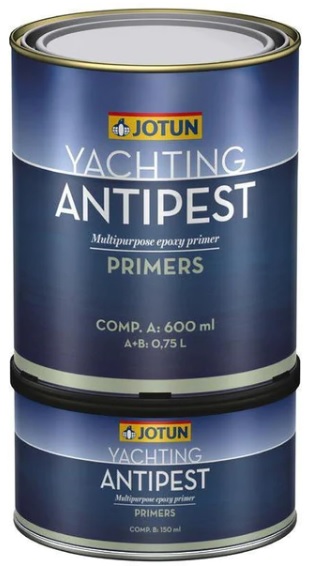 JOTUN
YACHTING
ANTIPEST
Multipurpose epoxy primer
PRIMERS
COMP. A: 600 ml
A+B: 0,75 L
JOTUN
YACHTING
ANTIPEST
Multipurpose epoxy primer
PRIMERS
COMP. B: 150 ml